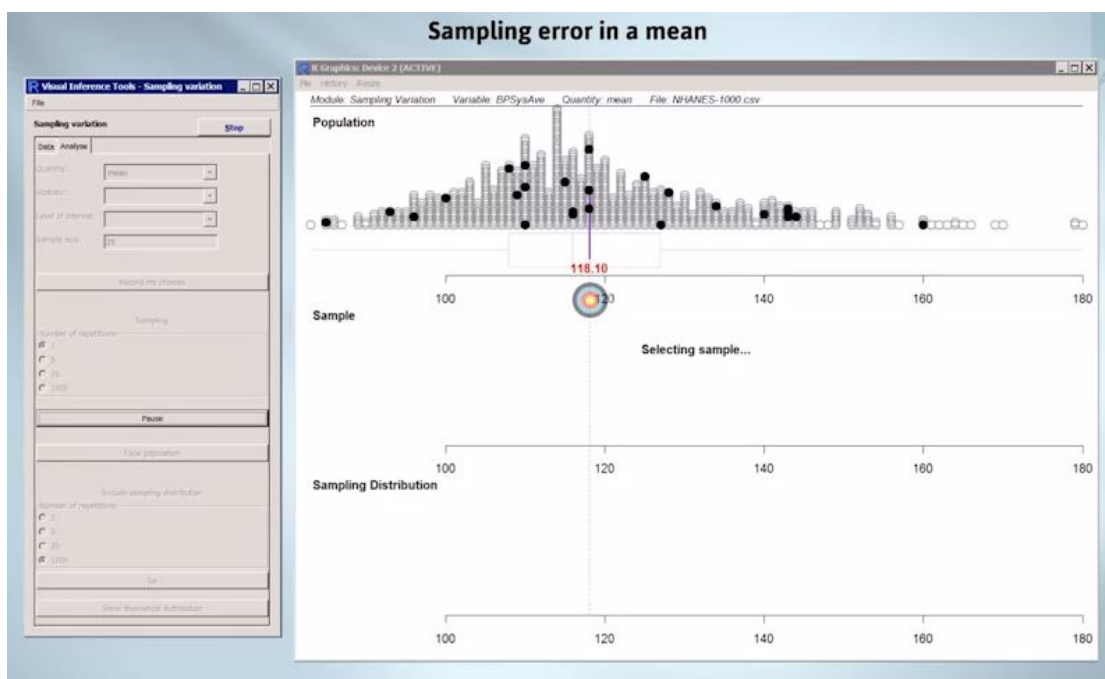 Sampling error in a mean
R Graphics: Device 2 (ACTIVE)
File History Resize
Module: Sampling Variation Variable: BPSysAve Quantity: mean File: NHANES-1000.csv
Population
118.10
100 120 140 160 180
Sample
Selecting sample...
100 120 140 160 180
Sampling Distribution
100 120 140 160 180
Visual Inference Tools - Sampling variation
File
Sampling variation
Stop
Data Analyse
Quantity: mean
Level of interest:
Sample size: 25
Record my choices
Sampling
Number of repetitions
1
5
20
1000
Pause
Fade population
Include sampling distribution
Number of repetitions
1
5
20
1000
Go
Show theoretical distribution